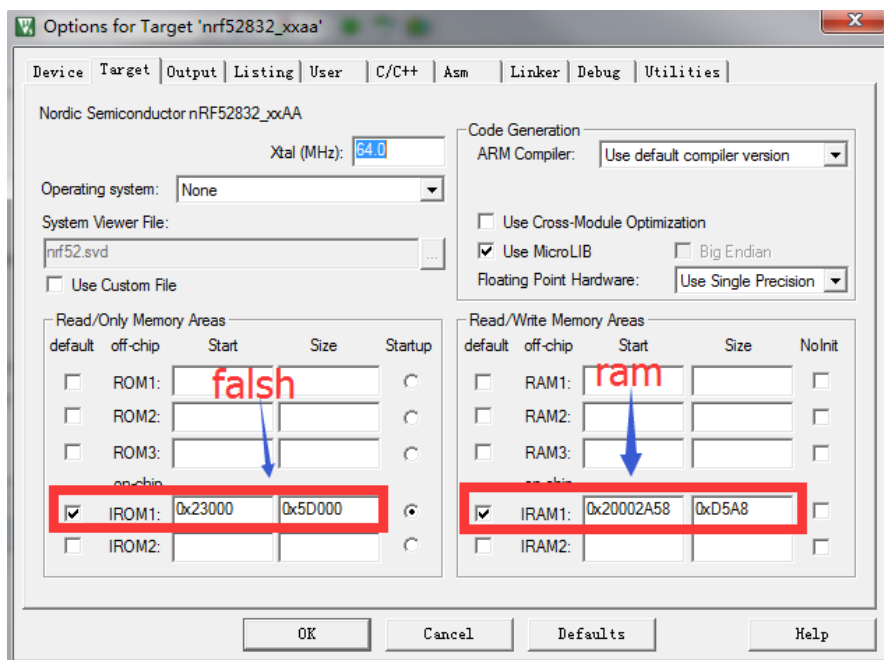 Options for Target 'nrf52832_xxaa'
Device Target Output Listing User C/C++ Asm Linker Debug Utilities
Nordic Semiconductor nRF52832_xxAA
Xtal (MHz): 64.0
Operating system: None
System Viewer File:
nrf52.svd ...
Use Custom File
Code Generation
ARM Compiler: Use default compiler version
Use Cross-Module Optimization
Use MicroLIB Big Endian
Floating Point Hardware: Use Single Precision
Read/Only Memory Areas
default off-chip Start Size Startup
ROM1:
falsh
ROM2:
ROM3:
on-chip
IROM1: 0x23000 0x5D000
IROM2:
Read/Write Memory Areas
default off-chip Start Size NoInit
RAM1:
ram
RAM2:
RAM3:
on-chip
IRAM1: 0x20002A58 0xD5A8
IRAM2:
OK Cancel Defaults Help